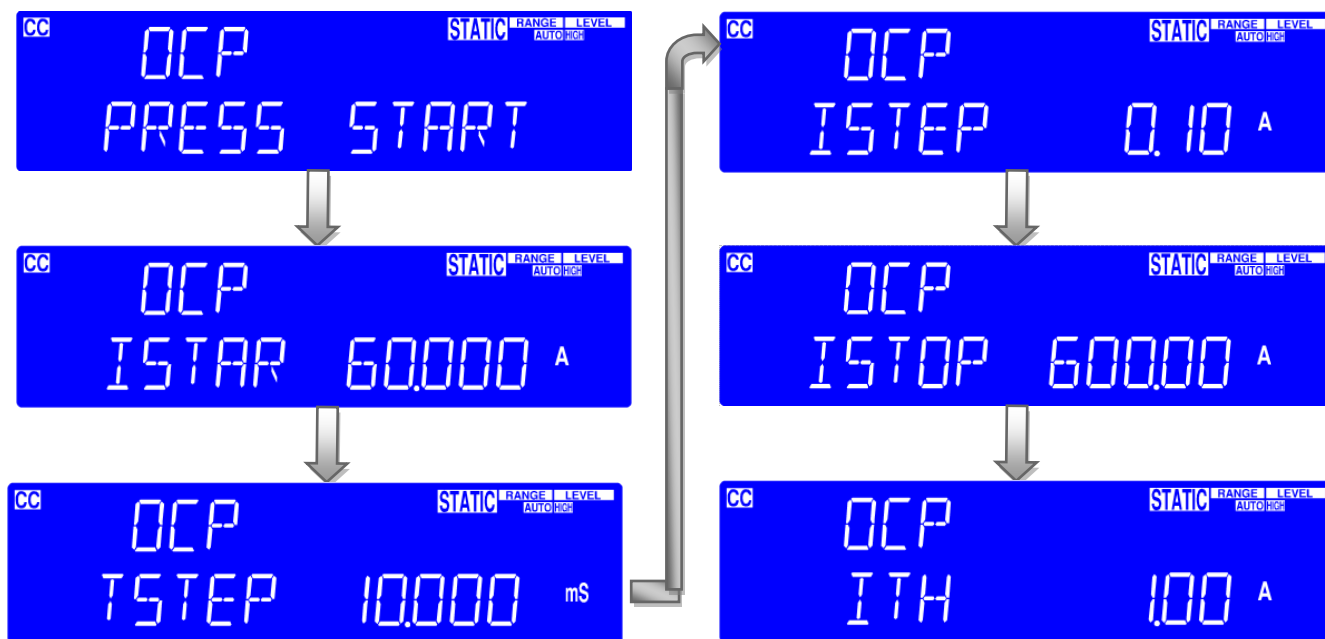 CC STATIC RANGE LEVEL
AUTO HIGH
OCP
PRESS START
CC STATIC RANGE LEVEL
AUTO HIGH
OCP
ISTAR 60.000 A
CC STATIC RANGE LEVEL
AUTO HIGH
OCP
TSTEP 10.000 mS
CC STATIC RANGE LEVEL
AUTO HIGH
OCP
ISTEP 0.10 A
CC STATIC RANGE LEVEL
AUTO HIGH
OCP
ISTOP 600.00 A
CC STATIC RANGE LEVEL
AUTO HIGH
OCP
ITH 1.00 A